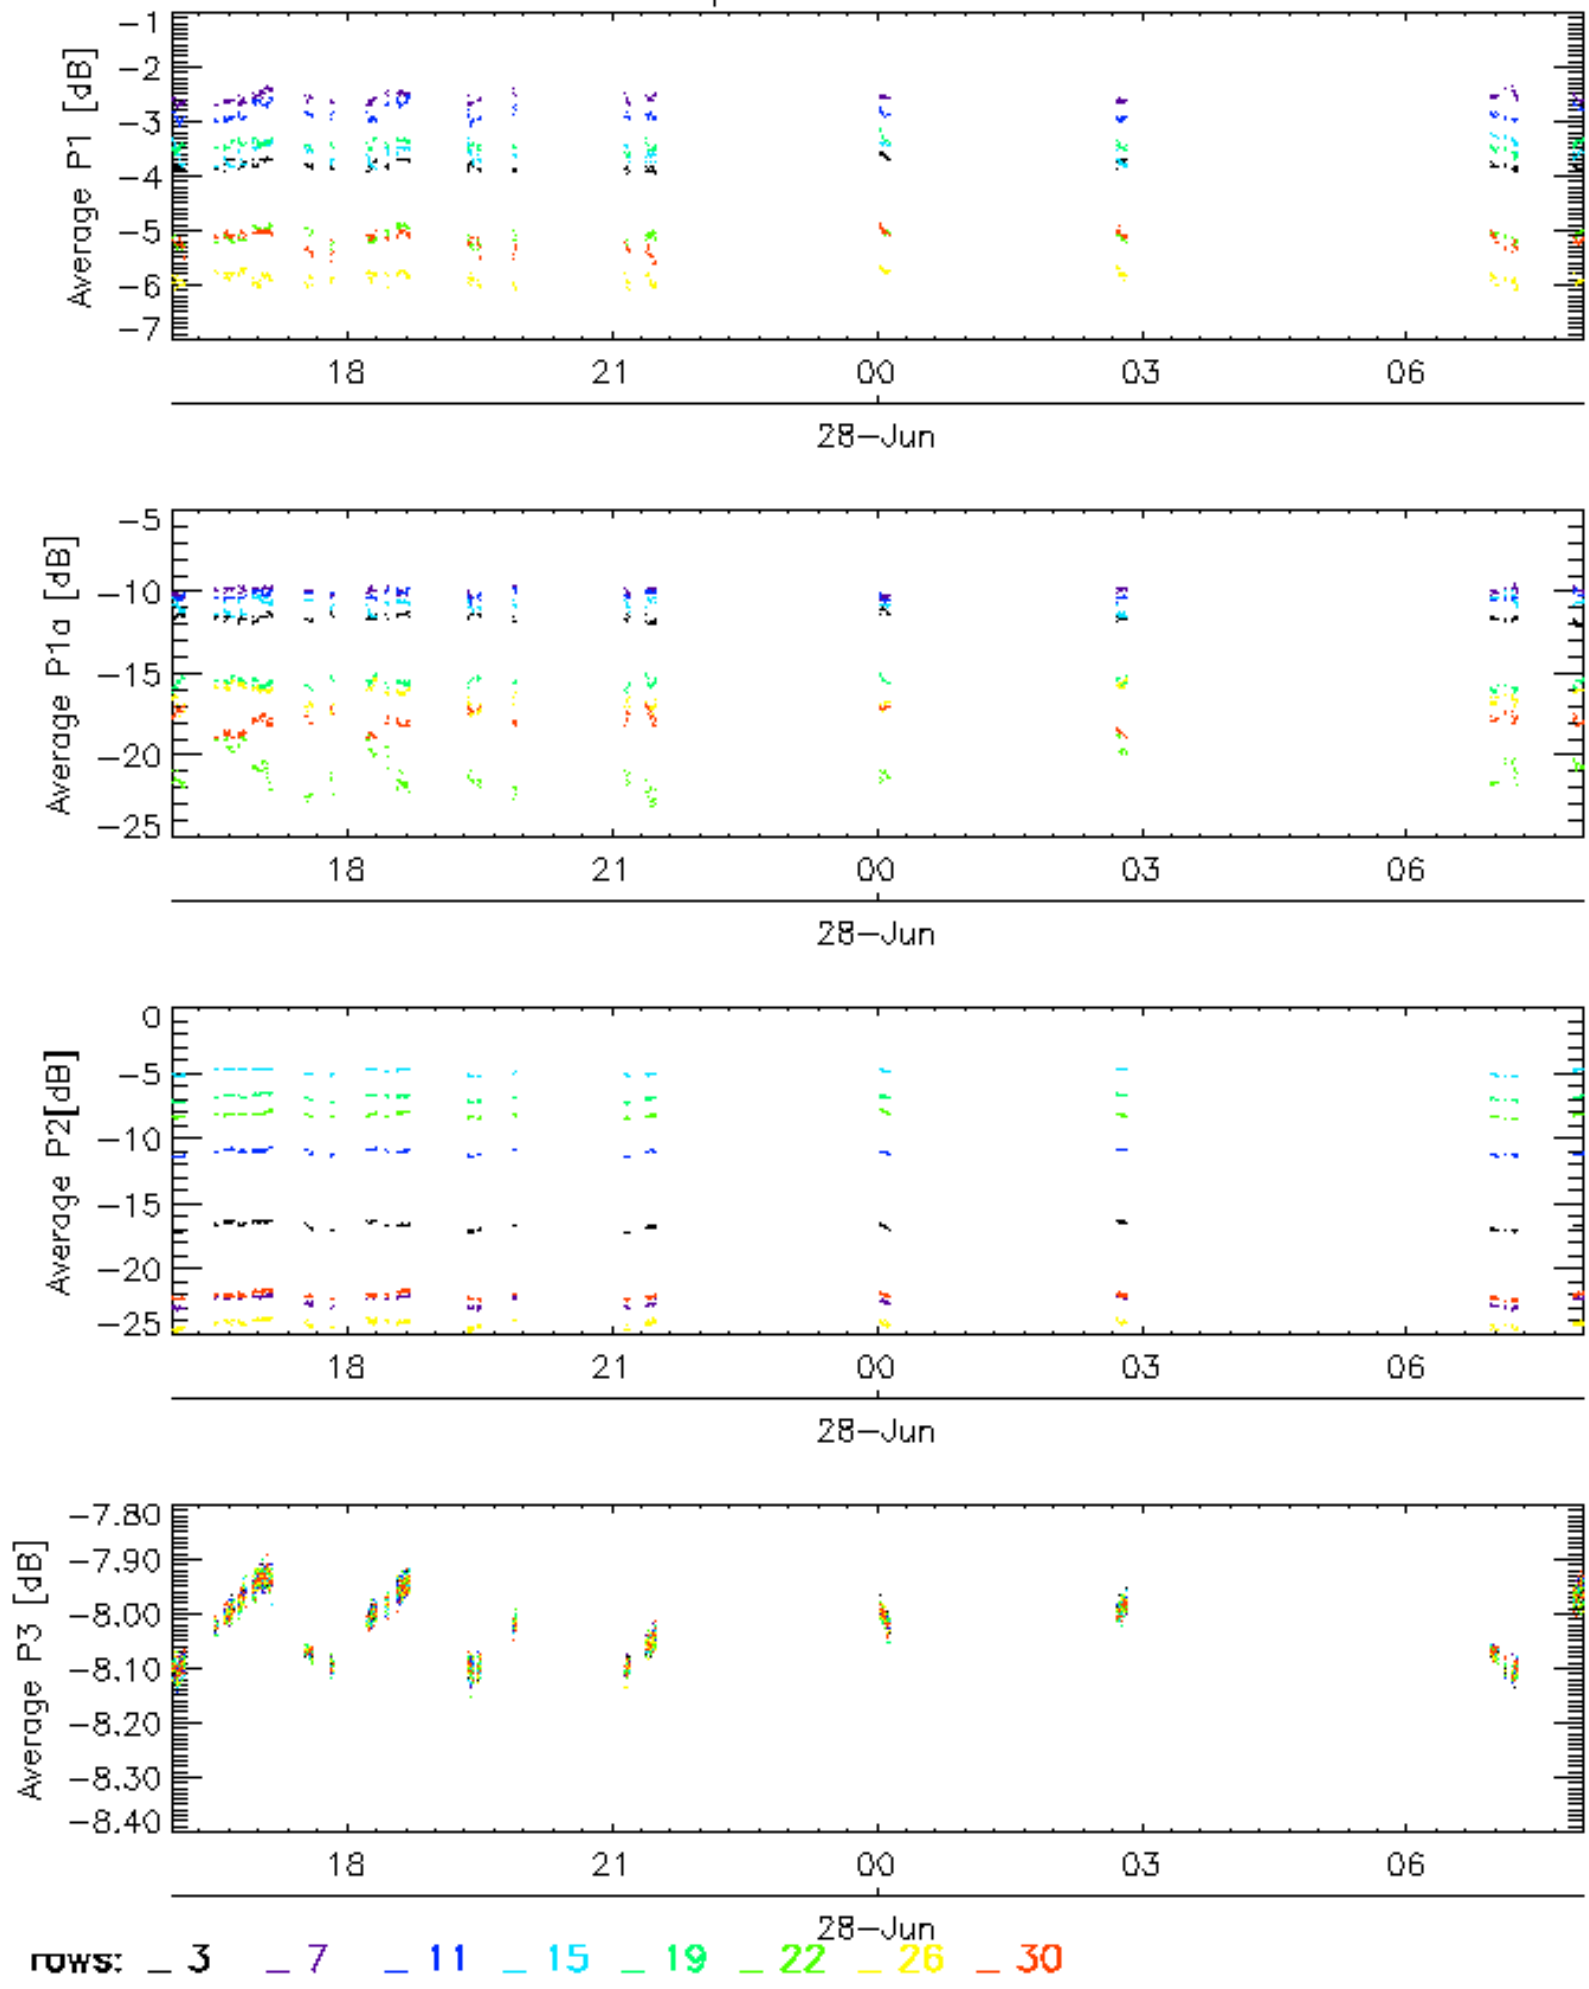 Average P1 [dB]
-1
-2
-3
-4
-5
-6
-7
18 21 00 03 06
28-Jun
Average P1a [dB]
-5
-10
-15
-20
-25
18 21 00 03 06
28-Jun
Average P2[dB]
0
-5
-10
-15
-20
-25
18 21 00 03 06
28-Jun
Average P3 [dB]
-7.80
-7.90
-8.00
-8.10
-8.20
-8.30
-8.40
18 21 00 03 06
28-Jun
rows: _ 3 _ 7 _ 11 _ 15 _ 19 _ 22 _ 26 _ 30